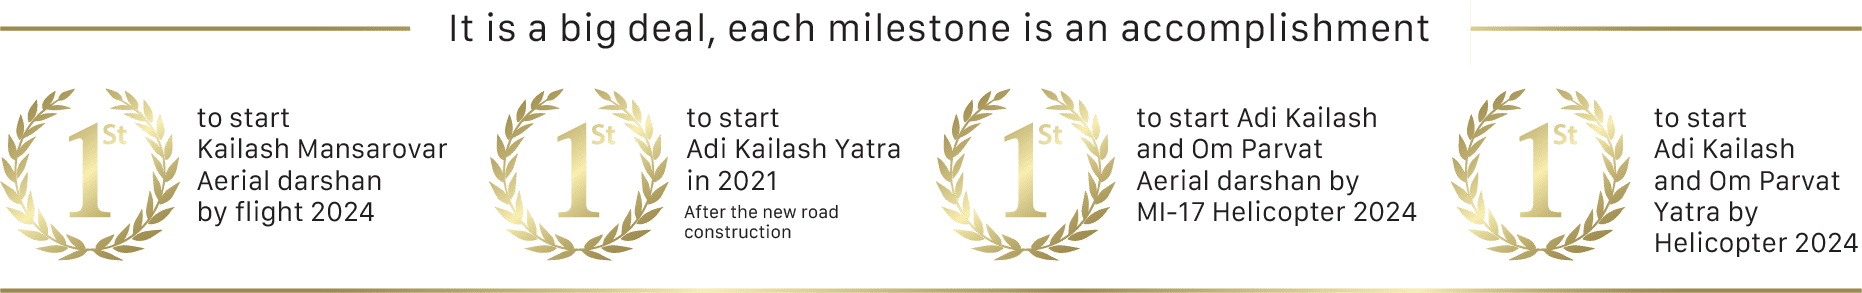 It is a big deal, each milestone is an accomplishment
1St
to start
Kailash Mansarovar
Aerial darshan
by flight 2024
1St
to start
Adi Kailash Yatra
in 2021
After the new road
construction
1St
to start Adi Kailash
and Om Parvat
Aerial darshan by
MI-17 Helicopter 2024
1St
to start
Adi Kailash
and Om Parvat
Yatra by
Helicopter 2024